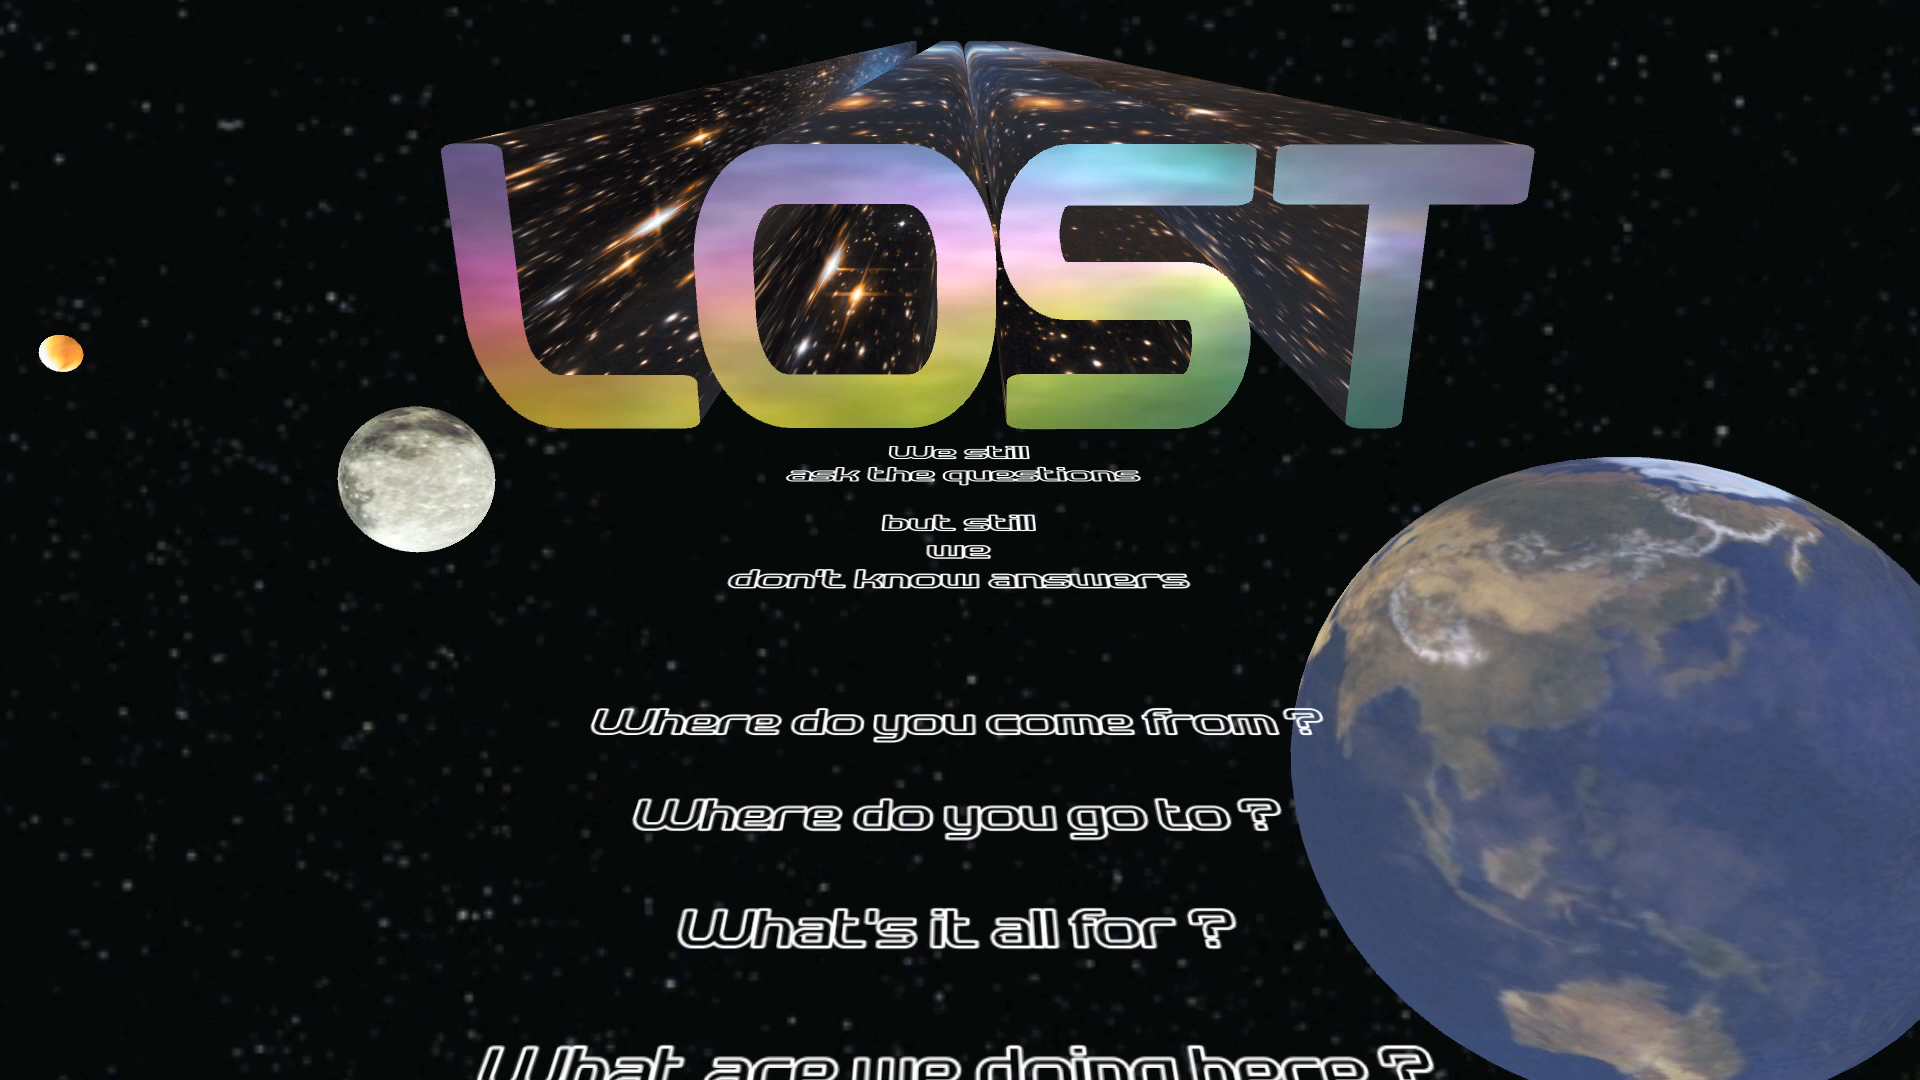 LOST
We still
ask the questions
but still
we
don't know answers
Where do you come from ?
Where do you go to ?
What's it all for ?
What are we doing here ?